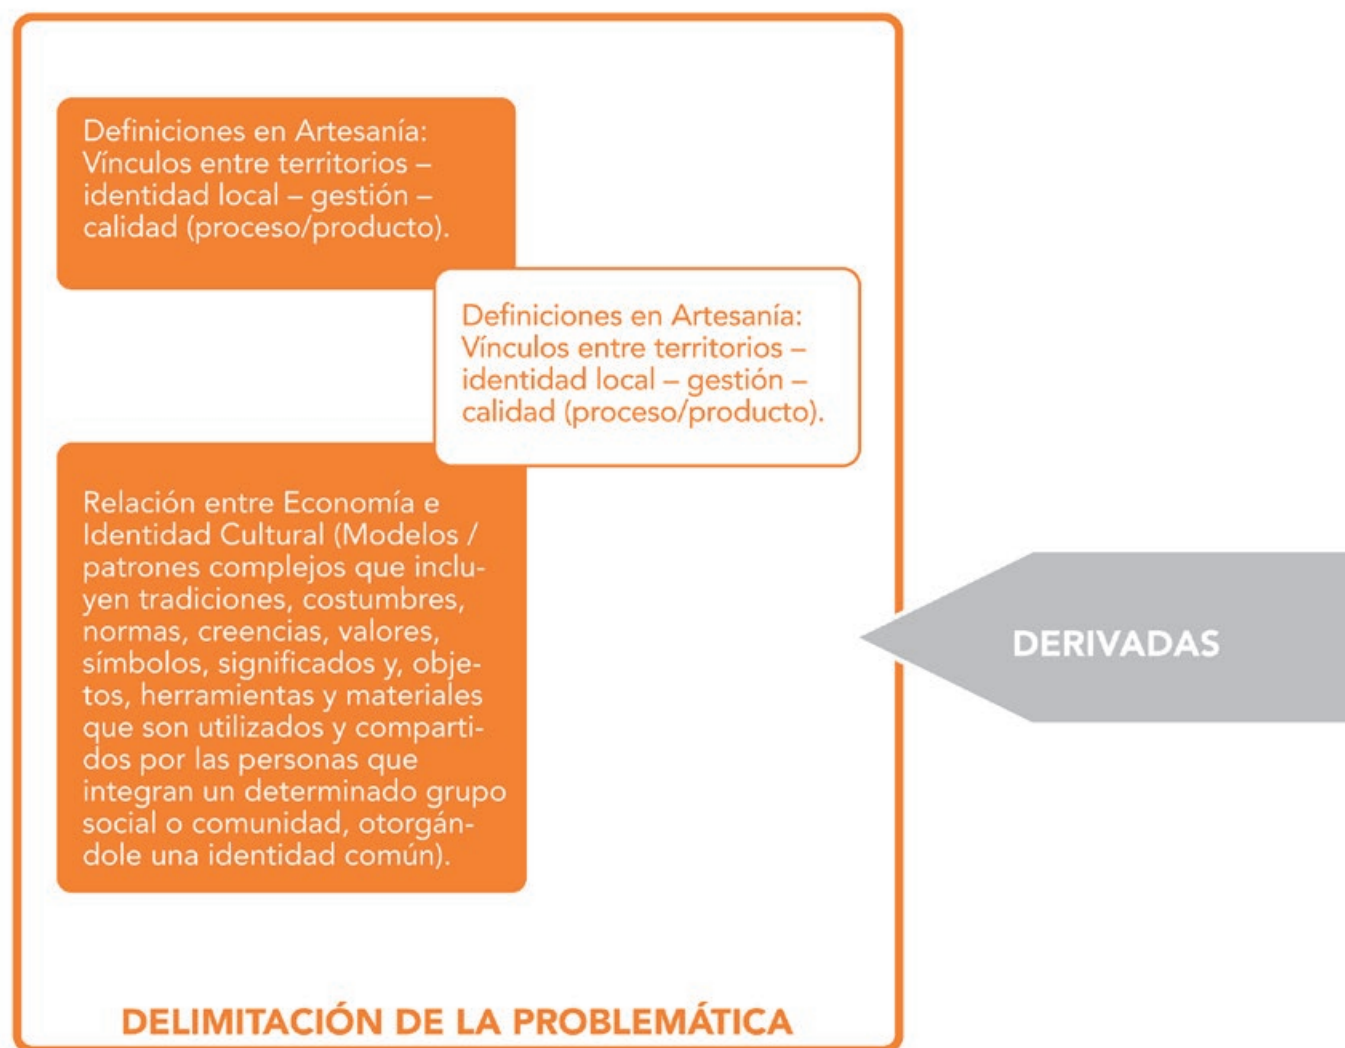 Definiciones en Artesanía:
Vínculos entre territorios –
identidad local – gestión –
calidad (proceso/producto).
Definiciones en Artesanía:
Vínculos entre territorios –
identidad local – gestión –
calidad (proceso/producto).
Relación entre Economía e
Identidad Cultural (Modelos /
patrones complejos que inclu-
yen tradiciones, costumbres,
normas, creencias, valores,
símbolos, significados y, obje-
tos, herramientas y materiales
que son utilizados y comparti-
dos por las personas que
integran un determinado grupo
social o comunidad, otorgán-
dole una identidad común).
DERIVADAS
DELIMITACIÓN DE LA PROBLEMÁTICA